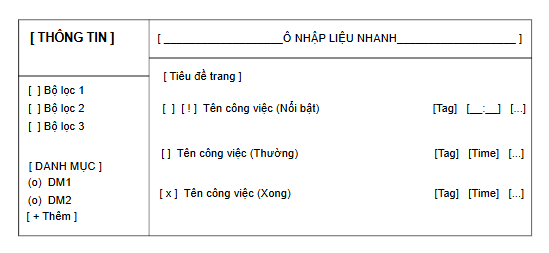 [ THÔNG TIN ]
[ ____________________Ô NHẬP LIỆU NHANH____________________ ]
[ ] Bộ lọc 1
[ ] Bộ lọc 2
[ ] Bộ lọc 3
[ DANH MỤC ]
(o) DM1
(o) DM2
[ + Thêm ]
[ Tiêu đề trang ]
[ ] [ ! ] Tên công việc (Nổi bật) [Tag] [__:__] [...]
[ ] Tên công việc (Thường) [Tag] [Time] [...]
[ x ] Tên công việc (Xong) [Tag] [Time] [...]